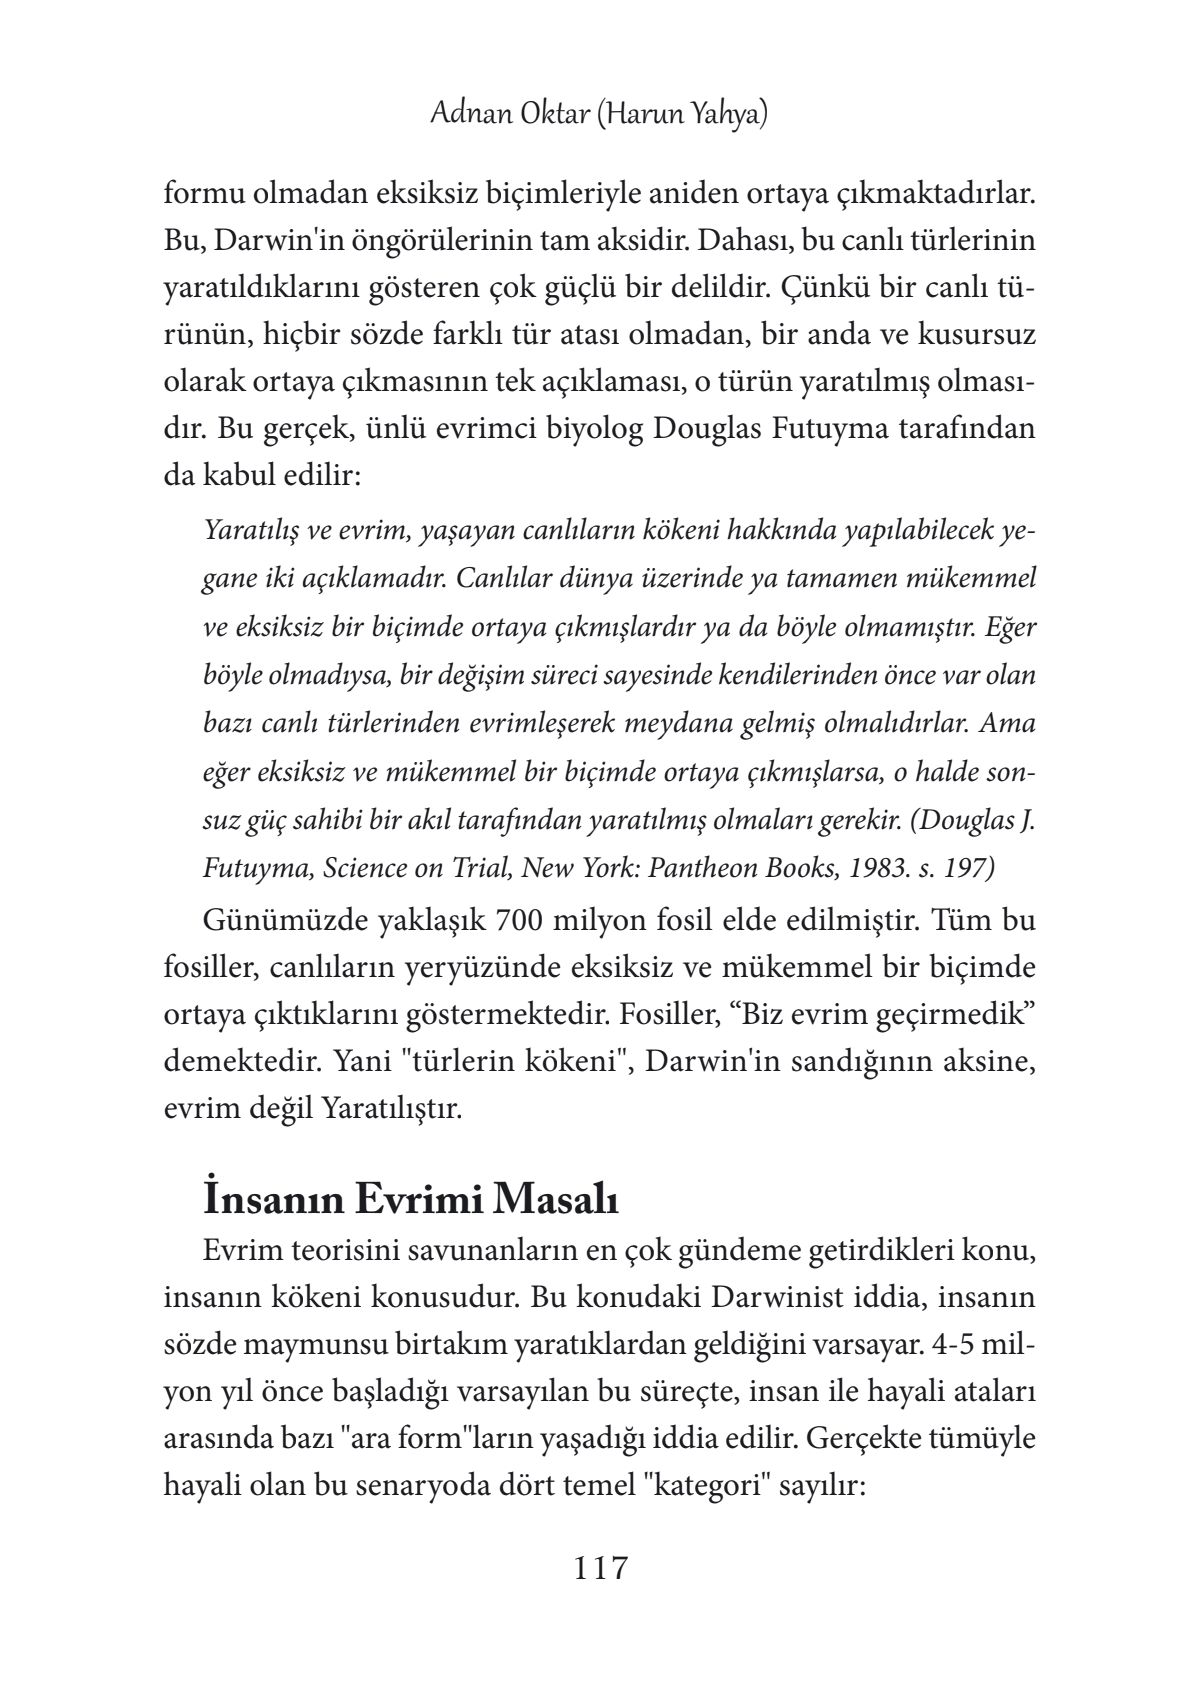 Adnan Oktar (Harun Yahya)
formu olmadan eksiksiz biçimleriyle aniden ortaya çıkmaktadırlar.
Bu, Darwin'in öngörülerinin tam aksidir. Dahası, bu canlı türlerinin
yaratıldıklarını gösteren çok güçlü bir delildir. Çünkü bir canlı tü-
rünün, hiçbir sözde farklı tür atası olmadan, bir anda ve kusursuz
olarak ortaya çıkmasının tek açıklaması, o türün yaratılmış olması-
dır. Bu gerçek, ünlü evrimci biyolog Douglas Futuyma tarafından
da kabul edilir:
Yaratılış ve evrim, yaşayan canlıların kökeni hakkında yapılabilecek ye-
gane iki açıklamadır. Canlılar dünya üzerinde ya tamamen mükemmel
ve eksiksiz bir biçimde ortaya çıkmışlardır ya da böyle olmamıştır. Eğer
böyle olmadıysa, bir değişim süreci sayesinde kendilerinden önce var olan
bazı canlı türlerinden evrimleşerek meydana gelmiş olmalıdırlar. Ama
eğer eksiksiz ve mükemmel bir biçimde ortaya çıkmışlarsa, o halde son-
suz güç sahibi bir akıl tarafından yaratılmış olmaları gerekir. (Douglas J.
Futuyma, Science on Trial, New York: Pantheon Books, 1983. s. 197)
Günümüzde yaklaşık 700 milyon fosil elde edilmiştir. Tüm bu
fosiller, canlıların yeryüzünde eksiksiz ve mükemmel bir biçimde
ortaya çıktıklarını göstermektedir. Fosiller, “Biz evrim geçirmedik”
demektedir. Yani "türlerin kökeni", Darwin'in sandığının aksine,
evrim değil Yaratılıştır.
İnsanın Evrimi Masalı
Evrim teorisini savunanların en çok gündeme getirdikleri konu,
insanın kökeni konusudur. Bu konudaki Darwinist iddia, insanın
sözde maymunsu birtakım yaratıklardan geldiğini varsayar. 4-5 mil-
yon yıl önce başladığı varsayılan bu süreçte, insan ile hayali ataları
arasında bazı "ara form"ların yaşadığı iddia edilir. Gerçekte tümüyle
hayali olan bu senaryoda dört temel "kategori" sayılır:
117